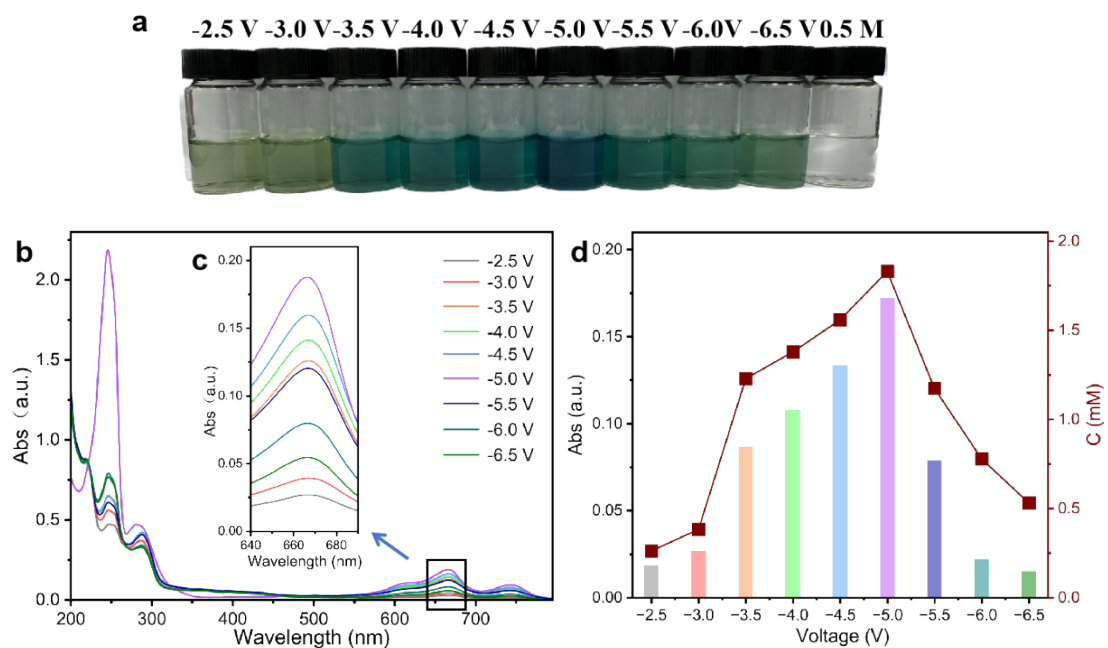 a
-2.5 V -3.0 V -3.5 V -4.0 V -4.5 V -5.0 V -5.5 V -6.0V -6.5 V 0.5 M
b
2.0
1.5
1.0
0.5
0.0
Abs (a.u.)
200 300 400 500 600 700
Wavelength (nm)
c
0.20
0.15
0.10
0.05
0.00
Abs (a.u.)
640 660 680
Wavelength (nm)
-2.5 V
-3.0 V
-3.5 V
-4.0 V
-4.5 V
-5.0 V
-5.5 V
-6.0 V
-6.5 V
d
0.20
0.15
0.10
0.05
0.00
Abs (a.u.)
2.0
1.5
1.0
0.5
0.0
C (mM)
−2.5 −3.0 −3.5 −4.0 −4.5 −5.0 −5.5 −6.0 −6.5
Voltage (V)